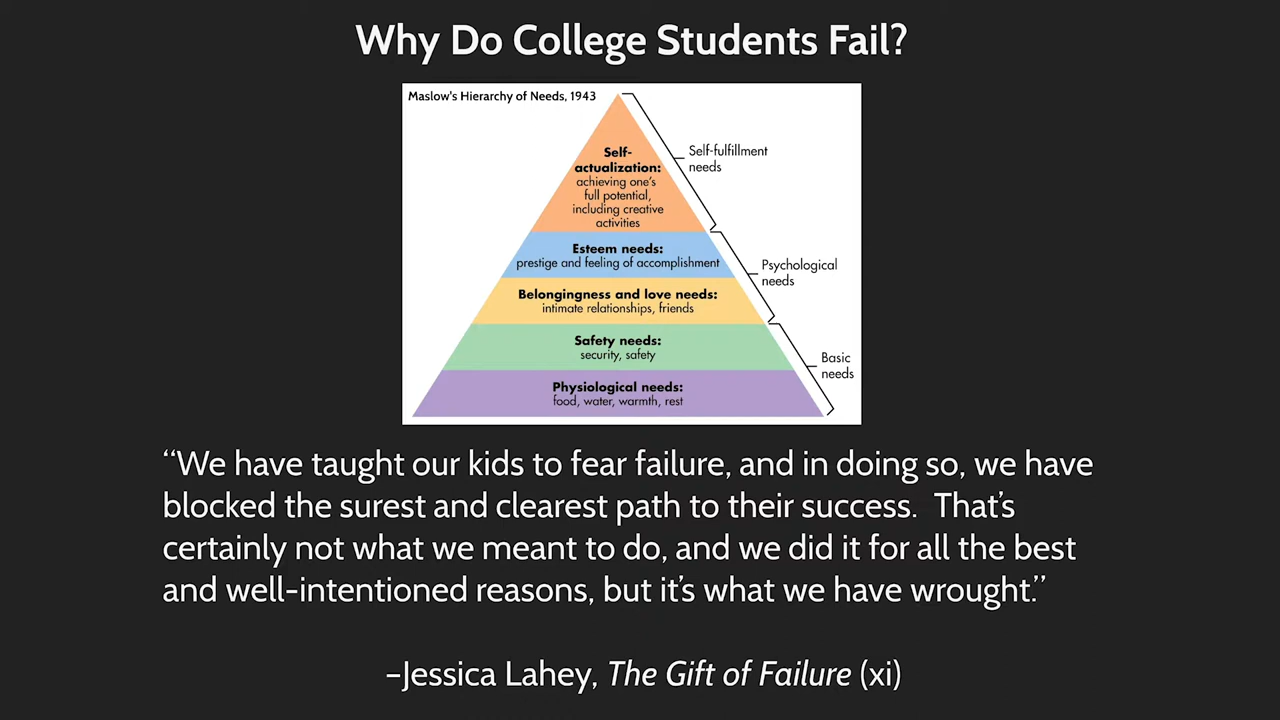 Why Do College Students Fail?
Maslow's Hierarchy of Needs, 1943
Self-
actualization:
achieving one's
full potential,
including creative
activities
Self-fulfillment
needs
Esteem needs:
prestige and feeling of accomplishment
Psychological
needs
Belongingness and love needs:
intimate relationships, friends
Safety needs:
security, safety
Basic
needs
Physiological needs:
food, water, warmth, rest
“We have taught our kids to fear failure, and in doing so, we have
blocked the surest and clearest path to their success.  That’s
certainly not what we meant to do, and we did it for all the best
and well-intentioned reasons, but it’s what we have wrought.”
–Jessica Lahey, The Gift of Failure (xi)